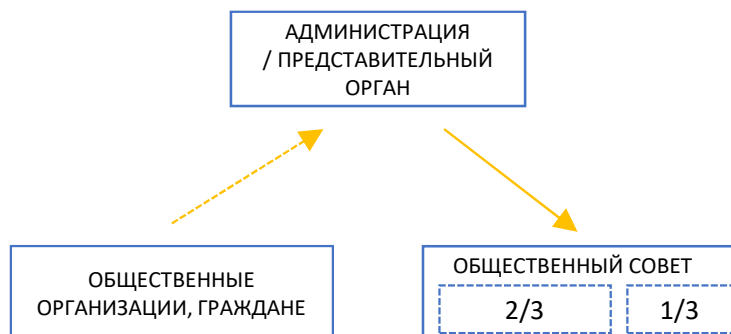 АДМИНИСТРАЦИЯ
/ ПРЕДСТАВИТЕЛЬНЫЙ
ОРГАН
ОБЩЕСТВЕННЫЕ
ОРГАНИЗАЦИИ, ГРАЖДАНЕ
ОБЩЕСТВЕННЫЙ СОВЕТ
2/3
1/3